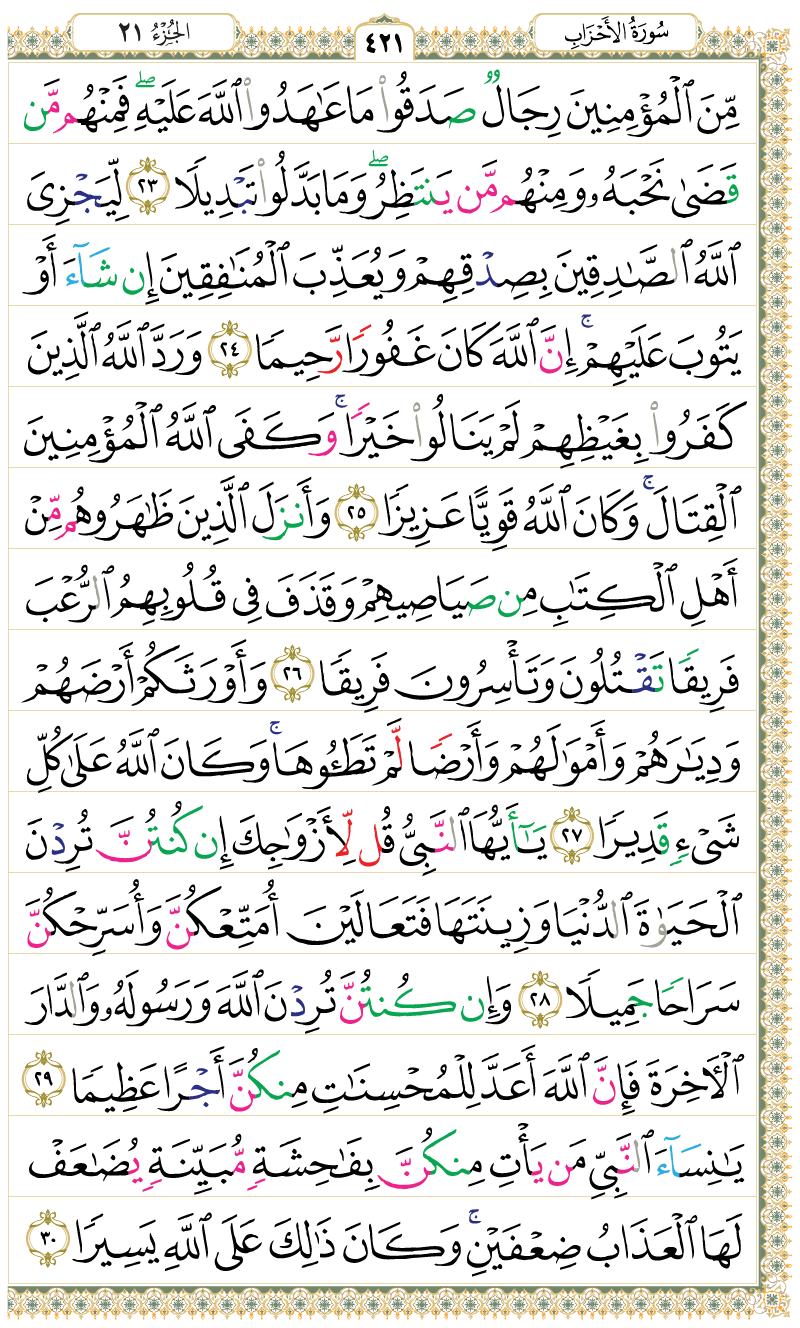 سُورَةُ الأَحْزَابِ
٤٢١
الجُزْءُ ٢١
مِّنَ ٱلْمُؤْمِنِينَ رِجَالٌ صَدَقُوا۟ مَا عَـٰهَدُوا۟ ٱللَّهَ عَلَيْهِ ۖ فَمِنْهُم مَّن
قَضَىٰ نَحْبَهُۥ وَمِنْهُم مَّن يَنتَظِرُ ۖ وَمَا بَدَّلُوا۟ تَبْدِيلًا ٢٣ لِّيَجْزِىَ
ٱللَّهُ ٱلصَّـٰدِقِينَ بِصِدْقِهِمْ وَيُعَذِّبَ ٱلْمُنَـٰفِقِينَ إِن شَآءَ أَوْ
يَتُوبَ عَلَيْهِمْ ۚ إِنَّ ٱللَّهَ كَانَ غَفُورًا رَّحِيمًا ٢٤ وَرَدَّ ٱللَّهُ ٱلَّذِينَ
كَفَرُوا۟ بِغَيْظِهِمْ لَمْ يَنَالُوا۟ خَيْرًا ۚ وَكَفَى ٱللَّهُ ٱلْمُؤْمِنِينَ
ٱلْقِتَالَ ۚ وَكَانَ ٱللَّهُ قَوِيًّا عَزِيزًا ٢٥ وَأَنزَلَ ٱلَّذِينَ ظَـٰهَرُوهُم مِّنْ
أَهْلِ ٱلْكِتَـٰبِ مِن صَيَاصِيهِمْ وَقَذَفَ فِى قُلُوبِهِمُ ٱلرُّعْبَ
فَرِيقًا تَقْتُلُونَ وَتَأْسِرُونَ فَرِيقًا ٢٦ وَأَوْرَثَكُمْ أَرْضَهُمْ
وَدِيَـٰرَهُمْ وَأَمْوَٰلَهُمْ وَأَرْضًا لَّمْ تَطَـُٔوهَا ۚ وَكَانَ ٱللَّهُ عَلَىٰ كُلِّ
شَىْءٍ قَدِيرًا ٢٧ يَـٰٓأَيُّهَا ٱلنَّبِىُّ قُل لِّأَزْوَٰجِكَ إِن كُنتُنَّ تُرِدْنَ
ٱلْحَيَوٰةَ ٱلدُّنْيَا وَزِينَتَهَا فَتَعَالَيْنَ أُمَتِّعْكُنَّ وَأُسَرِّحْكُنَّ
سَرَاحًا جَمِيلًا ٢٨ وَإِن كُنتُنَّ تُرِدْنَ ٱللَّهَ وَرَسُولَهُۥ وَٱلدَّارَ
ٱلْـَٔاخِرَةَ فَإِنَّ ٱللَّهَ أَعَدَّ لِلْمُحْسِنَـٰتِ مِنكُنَّ أَجْرًا عَظِيمًا ٢٩
يَـٰنِسَآءَ ٱلنَّبِىِّ مَن يَأْتِ مِنكُنَّ بِفَـٰحِشَةٍ مُّبَيِّنَةٍ يُضَـٰعَفْ
لَهَا ٱلْعَذَابُ ضِعْفَيْنِ ۚ وَكَانَ ذَٰلِكَ عَلَى ٱللَّهِ يَسِيرًا ٣٠